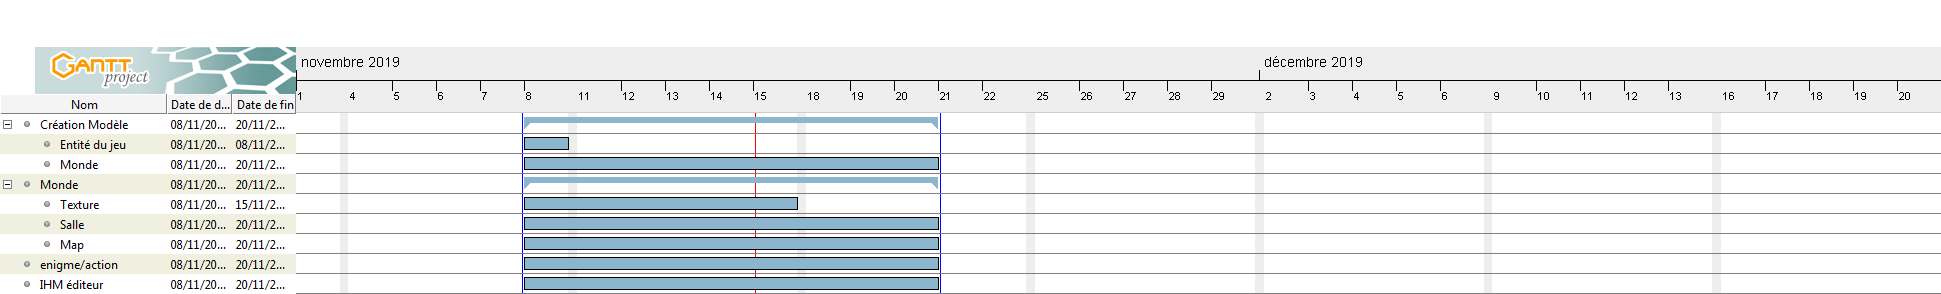 GANTT
project
novembre 2019 décembre 2019
Nom Date de d... Date de fin 1 4 5 6 7 8 11 12 13 14 15 18 19 20 21 22 25 26 27 28 29 2 3 4 5 6 9 10 11 12 13 16 17 18 19 20
Création Modèle 08/11/20... 20/11/2...
Entité du jeu 08/11/20... 08/11/2...
Monde 08/11/20... 20/11/2...
Monde 08/11/20... 20/11/2...
Texture 08/11/20... 15/11/2...
Salle 08/11/20... 20/11/2...
Map 08/11/20... 20/11/2...
enigme/action 08/11/20... 20/11/2...
IHM éditeur 08/11/20... 20/11/2...